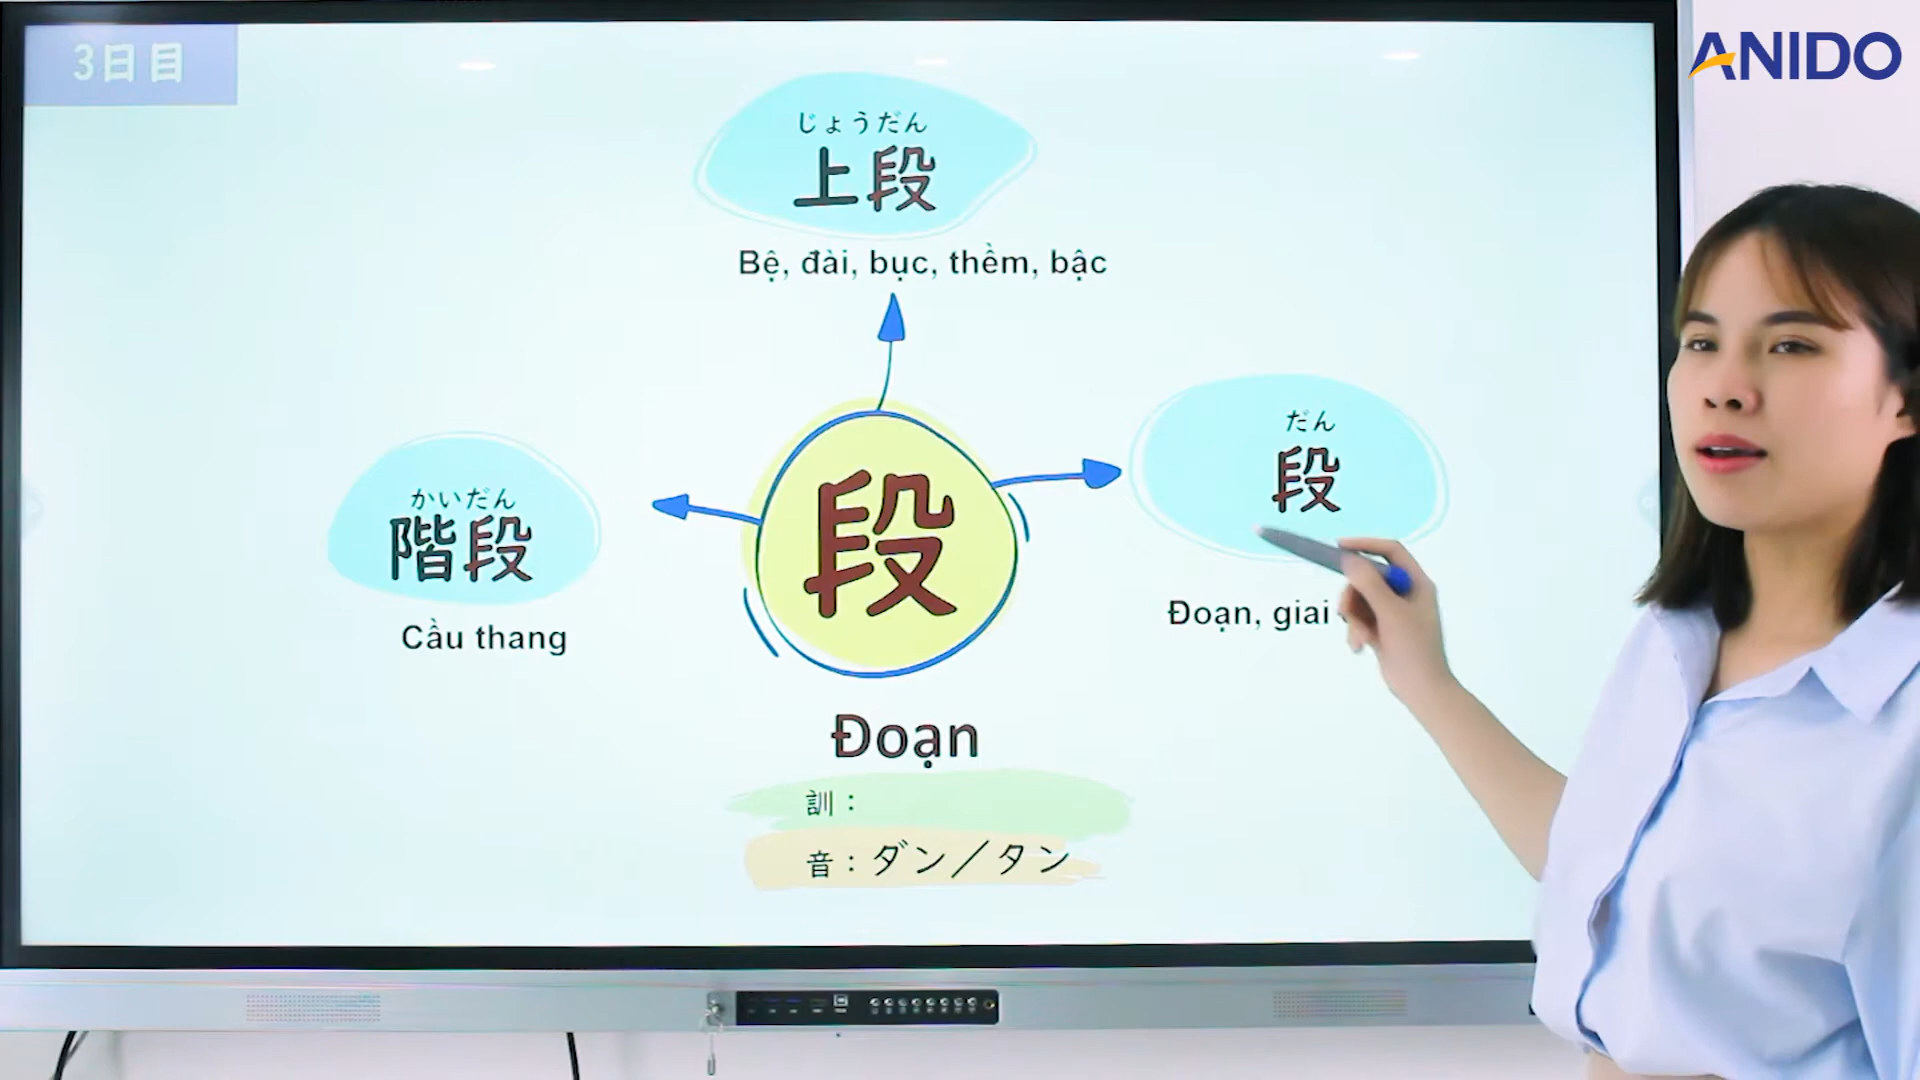 3日目
ANIDO
じょうだん
上段
Bệ, đài, bục, thềm, bậc
かいだん
階段
Cầu thang
段
だん
段
Đoạn, giai
Đoạn
訓：
音：ダン／タン